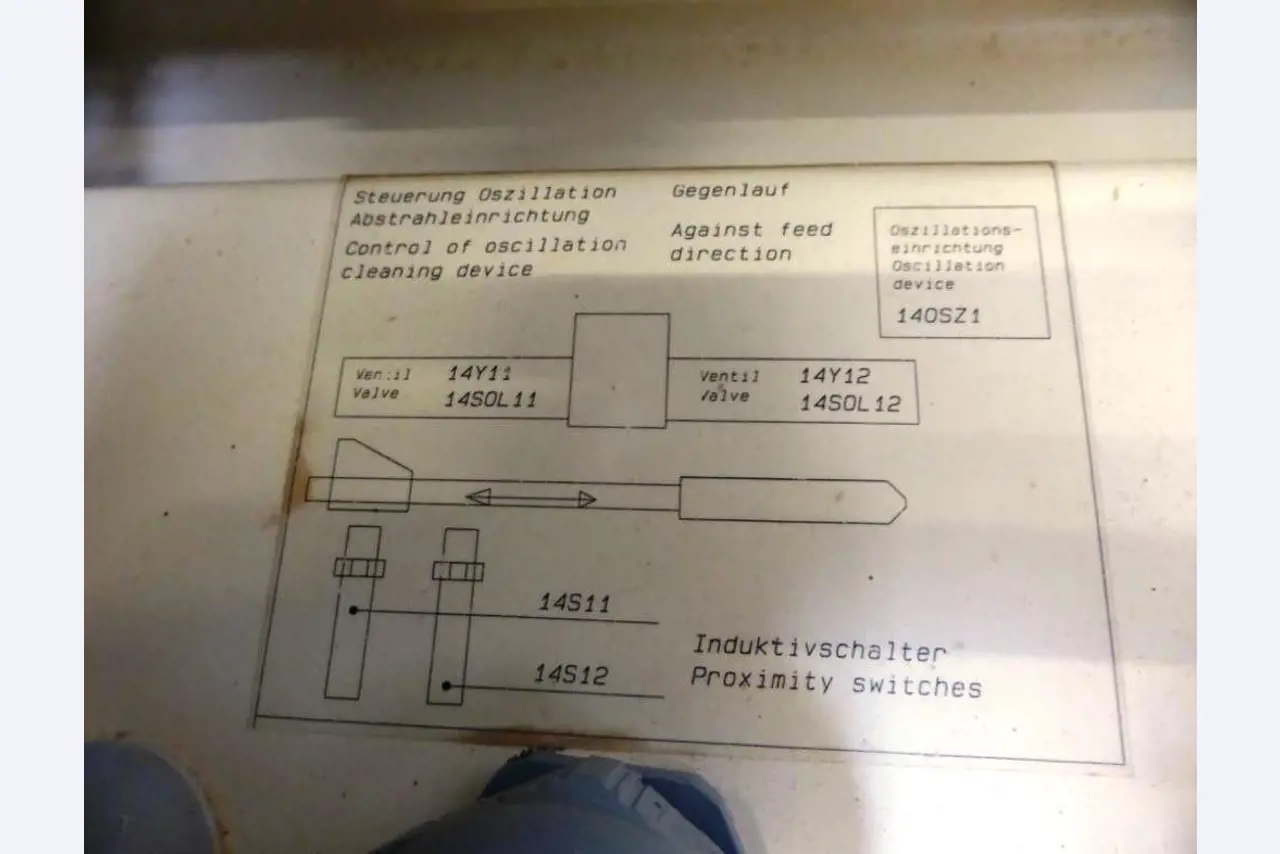 Steuerung Oszillation
Abstrahleinrichtung
Control of oscillation
cleaning device
Gegenlauf
Against feed
direction
Oszillations-
einrichtung
Oscillation
device
14OSZ1
Ventil 14Y11
Valve 14SOL11
Ventil 14Y12
Valve 14SOL12
14S11
14S12
Induktivschalter
Proximity switches